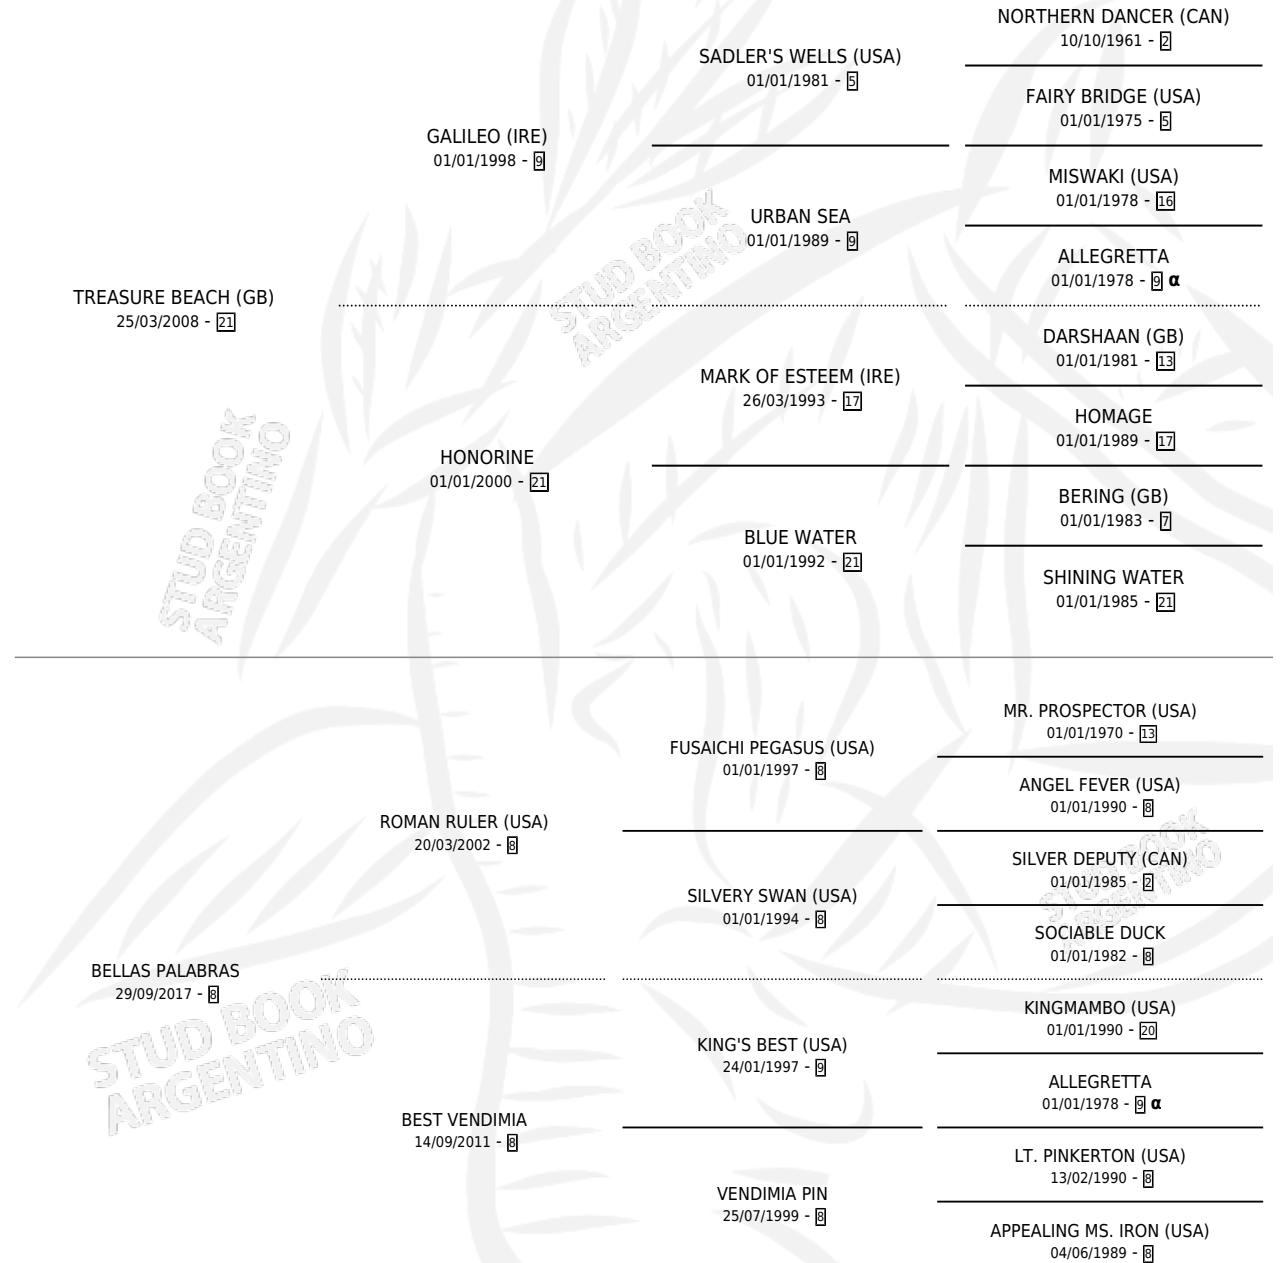 NORTHERN DANCER (CAN)
10/10/1961 - 2
SADLER'S WELLS (USA)
01/01/1981 - 5
FAIRY BRIDGE (USA)
01/01/1975 - 5
GALILEO (IRE)
01/01/1998 - 9
MISWAKI (USA)
01/01/1978 - 16
URBAN SEA
01/01/1989 - 9
ALLEGRETTA
01/01/1978 - 9 α
TREASURE BEACH (GB)
25/03/2008 - 21
DARSHAAN (GB)
01/01/1981 - 13
MARK OF ESTEEM (IRE)
26/03/1993 - 17
HOMAGE
01/01/1989 - 17
HONORINE
01/01/2000 - 21
BERING (GB)
01/01/1983 - 7
BLUE WATER
01/01/1992 - 21
SHINING WATER
01/01/1985 - 21
MR. PROSPECTOR (USA)
01/01/1970 - 13
FUSAICHI PEGASUS (USA)
01/01/1997 - 8
ANGEL FEVER (USA)
01/01/1990 - 8
ROMAN RULER (USA)
20/03/2002 - 8
SILVER DEPUTY (CAN)
01/01/1985 - 2
SILVERY SWAN (USA)
01/01/1994 - 8
SOCIABLE DUCK
01/01/1982 - 8
BELLAS PALABRAS
29/09/2017 - 8
KINGMAMBO (USA)
01/01/1990 - 20
KING'S BEST (USA)
24/01/1997 - 9
ALLEGRETTA
01/01/1978 - 9 α
BEST VENDIMIA
14/09/2011 - 8
LT. PINKERTON (USA)
13/02/1990 - 8
VENDIMIA PIN
25/07/1999 - 8
APPEALING MS. IRON (USA)
04/06/1989 - 8
STUD BOOK
ARGENTINO
STUD BOOK
ARGENTINO
STUD BOOK
ARGENTINO
STUD BOOK
ARGENTINO